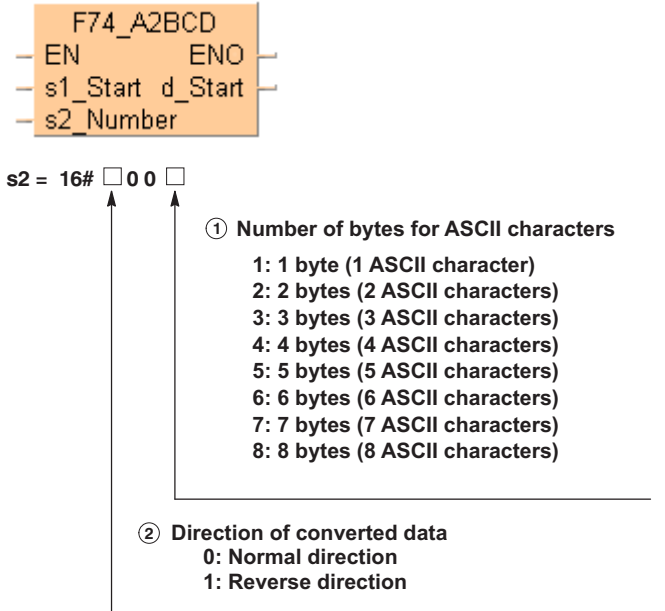 F74_A2BCD
EN ENO
s1_Start d_Start
s2_Number
s2 = 16# □ 0 0 □
① Number of bytes for ASCII characters
1: 1 byte (1 ASCII character)
2: 2 bytes (2 ASCII characters)
3: 3 bytes (3 ASCII characters)
4: 4 bytes (4 ASCII characters)
5: 5 bytes (5 ASCII characters)
6: 6 bytes (6 ASCII characters)
7: 7 bytes (7 ASCII characters)
8: 8 bytes (8 ASCII characters)
② Direction of converted data
0: Normal direction
1: Reverse direction